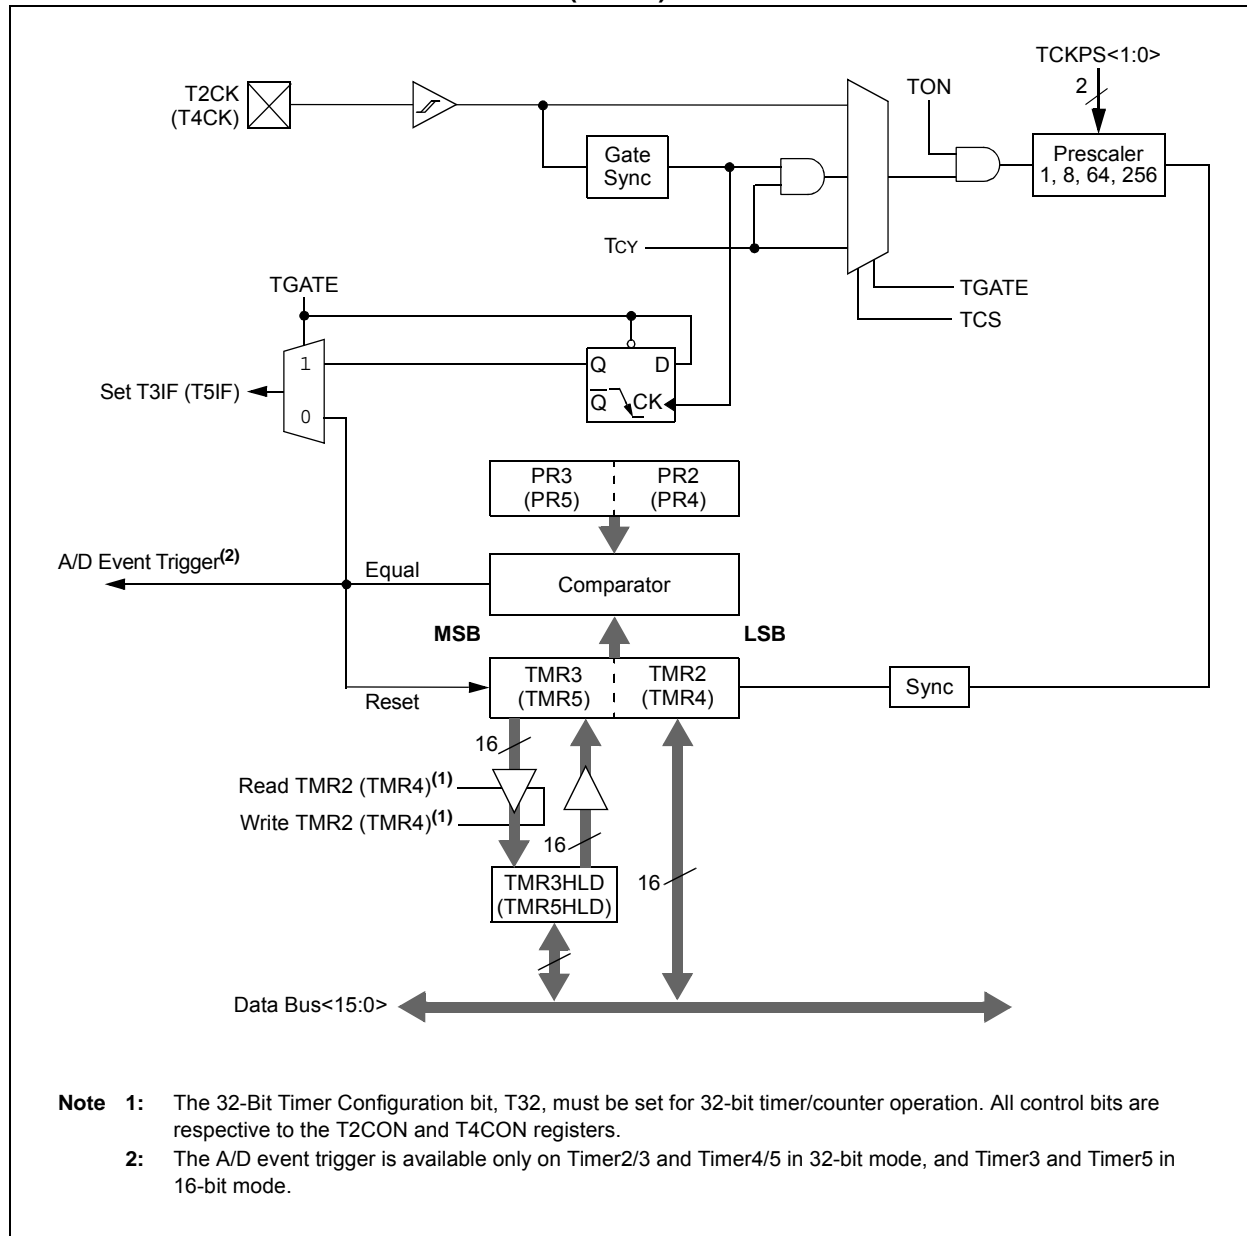 TCKPS<1:0>
2
TON
T2CK
(T4CK)
Gate
Sync
Prescaler
1, 8, 64, 256
TCY
TGATE
TGATE
TCS
1
Q D
Set T3IF (T5IF)
Q CK
0
PR3 PR2
(PR5) (PR4)
A/D Event Trigger(2)
Equal
Comparator
MSB LSB
TMR3 TMR2
(TMR5) (TMR4)
Sync
Reset
16
Read TMR2 (TMR4)(1)
Write TMR2 (TMR4)(1)
16
TMR3HLD
(TMR5HLD)
16
Data Bus<15:0>
Note 1: The 32-Bit Timer Configuration bit, T32, must be set for 32-bit timer/counter operation. All control bits are
respective to the T2CON and T4CON registers.
2: The A/D event trigger is available only on Timer2/3 and Timer4/5 in 32-bit mode, and Timer3 and Timer5 in
16-bit mode.